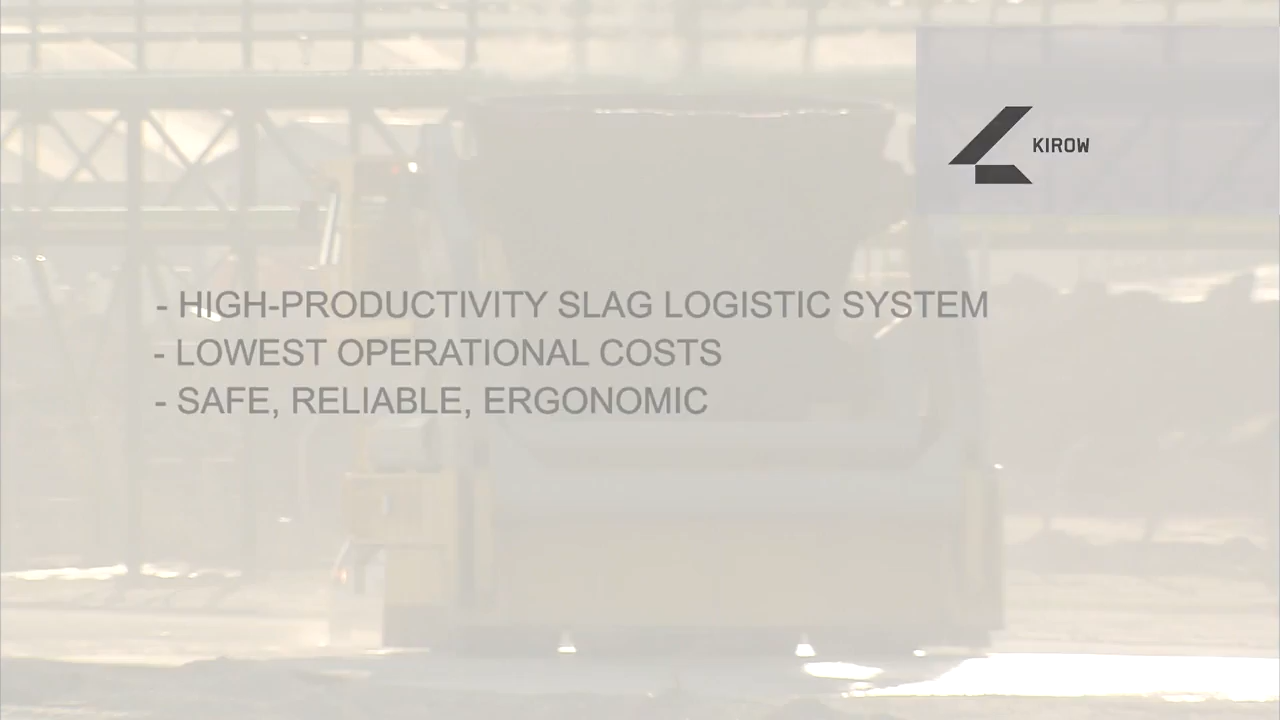 KIROW
- HIGH-PRODUCTIVITY SLAG LOGISTIC SYSTEM
- LOWEST OPERATIONAL COSTS
- SAFE, RELIABLE, ERGONOMIC